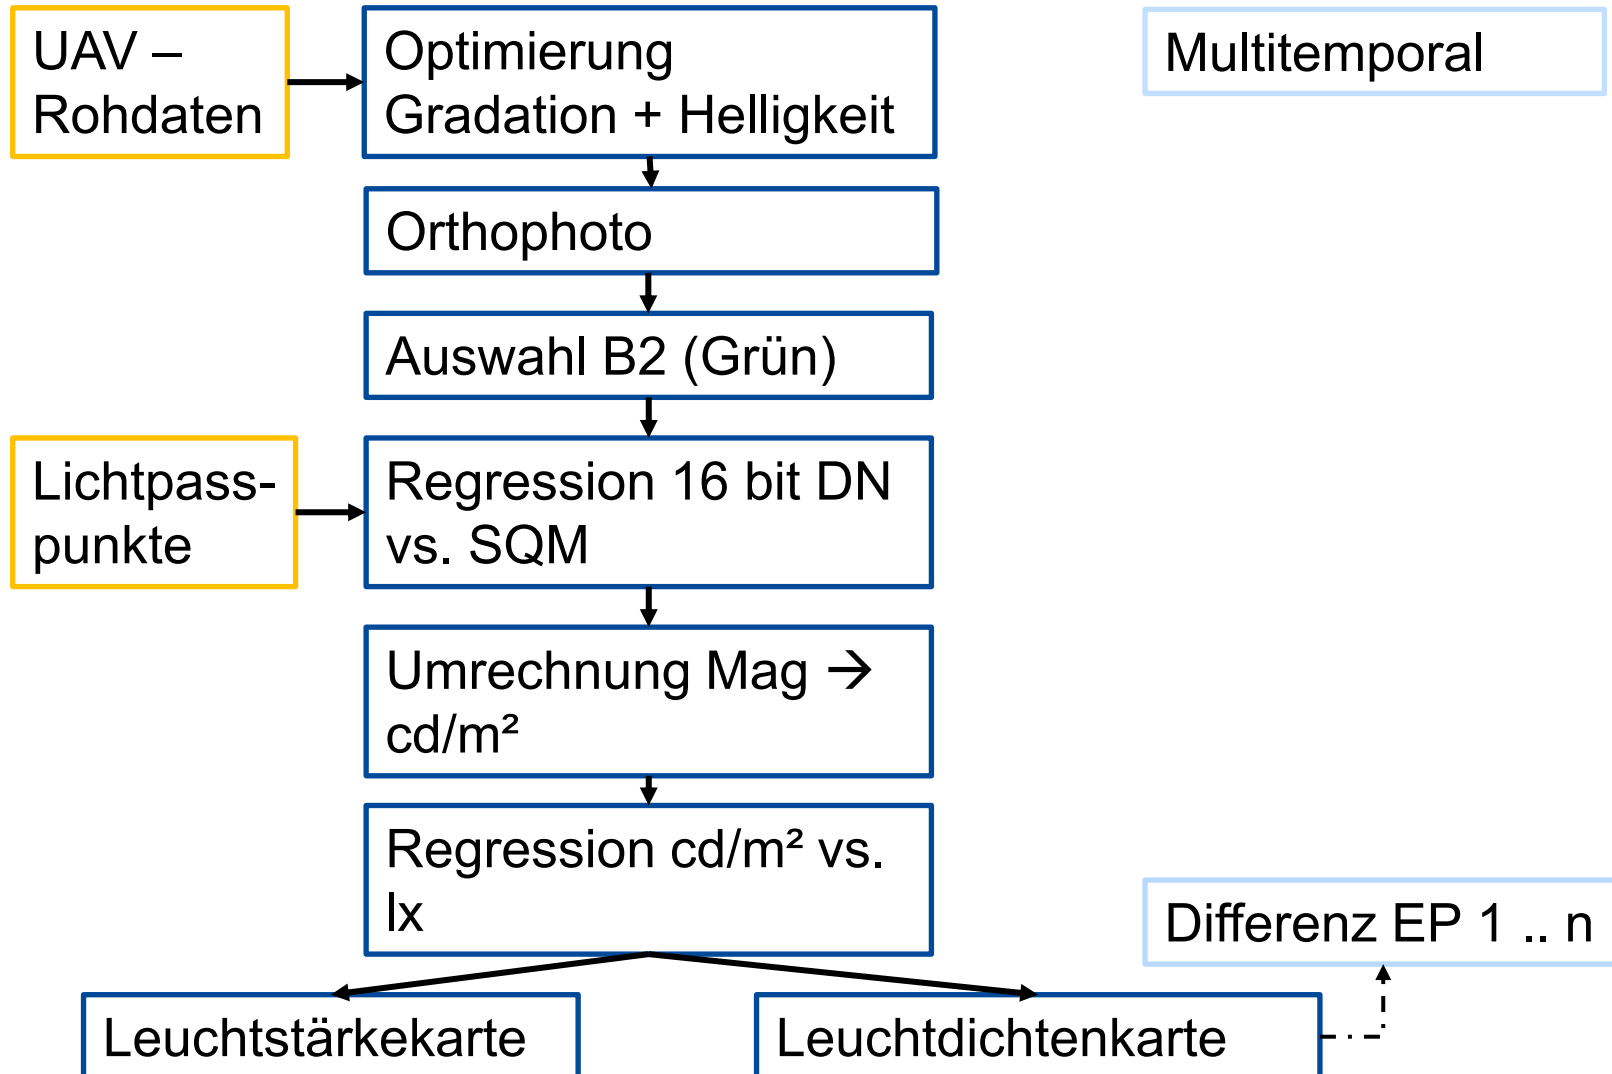 UAV –
Rohdaten
Optimierung
Gradation + Helligkeit
Multitemporal
Orthophoto
Auswahl B2 (Grün)
Lichtpass-
punkte
Regression 16 bit DN
vs. SQM
Umrechnung Mag →
cd/m²
Regression cd/m² vs.
lx
Differenz EP 1 .. n
Leuchtstärkekarte
Leuchtdichtenkarte